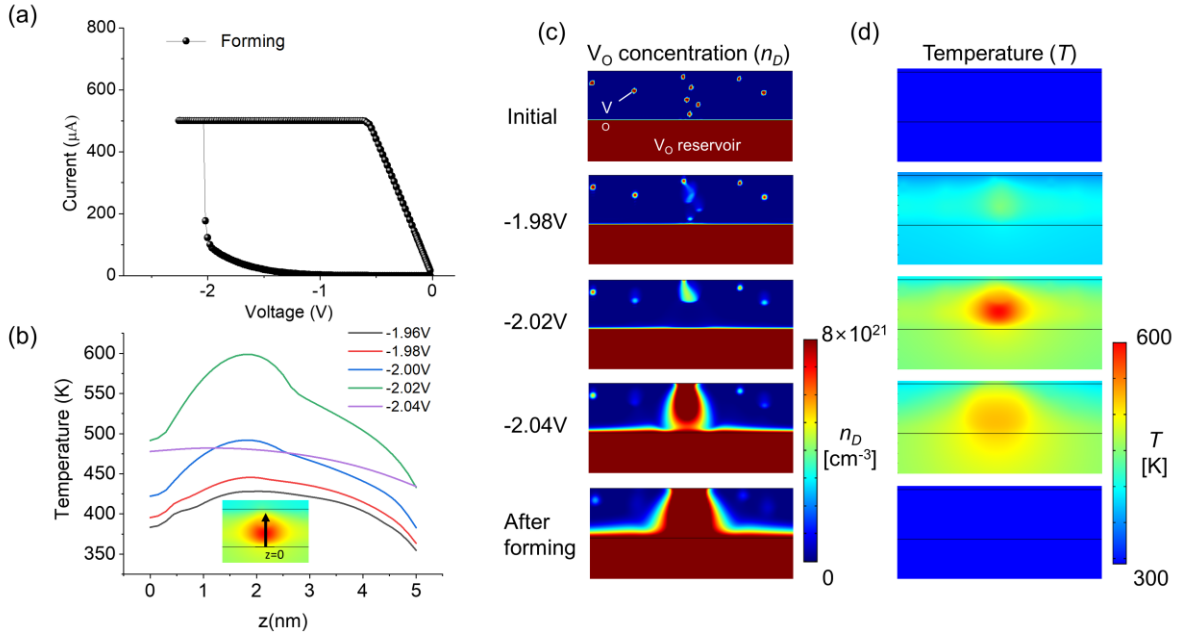 (a)
800
600
400
200
0
Current (μA)
Forming
-2
-1
0
Voltage (V)
(b)
600
550
500
450
400
350
Temperature (K)
-1.96V
-1.98V
-2.00V
-2.02V
-2.04V
z=0
0 1 2 3 4 5
z(nm)
(c)
VO concentration (nD)
Initial
V
O
VO reservoir
-1.98V
-2.02V
-2.04V
After
forming
8×10²¹
nD
[cm-3]
0
(d)
Temperature (T)
600
T
[K]
300